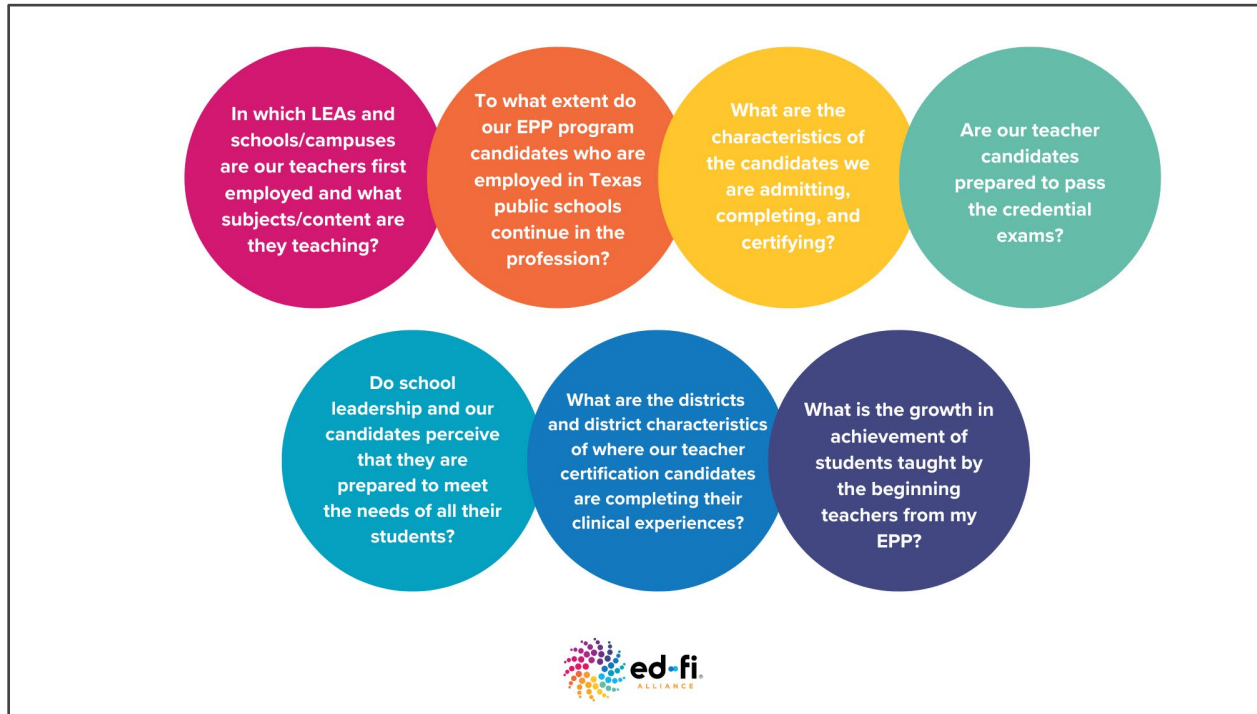 In which LEAs and
schools/campuses
are our teachers first
employed and what
subjects/content are
they teaching?
To what extent do
our EPP program
candidates who are
employed in Texas
public schools
continue in the
profession?
What are the
characteristics of
the candidates we
are admitting,
completing, and
certifying?
Are our teacher
candidates
prepared to pass
the credential
exams?
Do school
leadership and our
candidates perceive
that they are
prepared to meet
the needs of all their
students?
What are the districts
and district characteristics
of where our teacher
certification candidates
are completing their
clinical experiences?
What is the growth in
achievement of
students taught by
the beginning
teachers from my
EPP?
ed-fi®
ALLIANCE